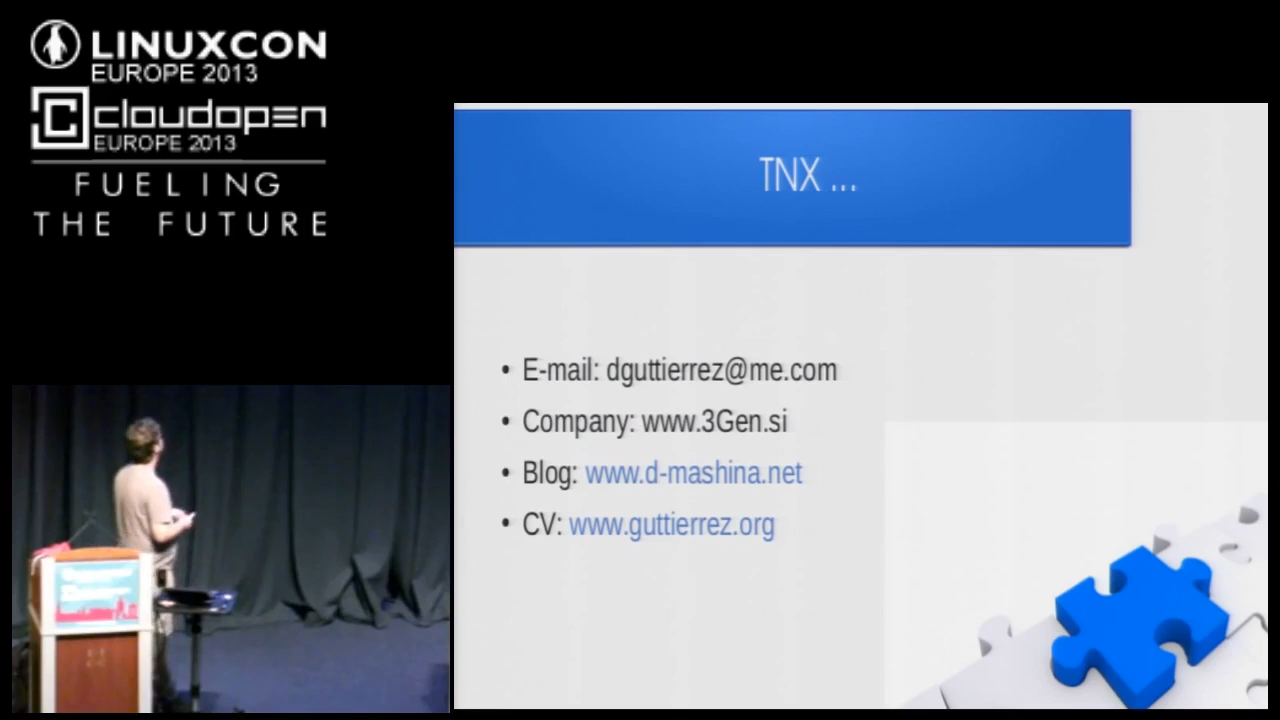 LINUXCON
EUROPE 2013
cloudopen
EUROPE 2013
FUELING
THE FUTURE
TNX ...
• E-mail: dguttierrez@me.com
• Company: www.3Gen.si
• Blog: www.d-mashina.net
• CV: www.guttierrez.org